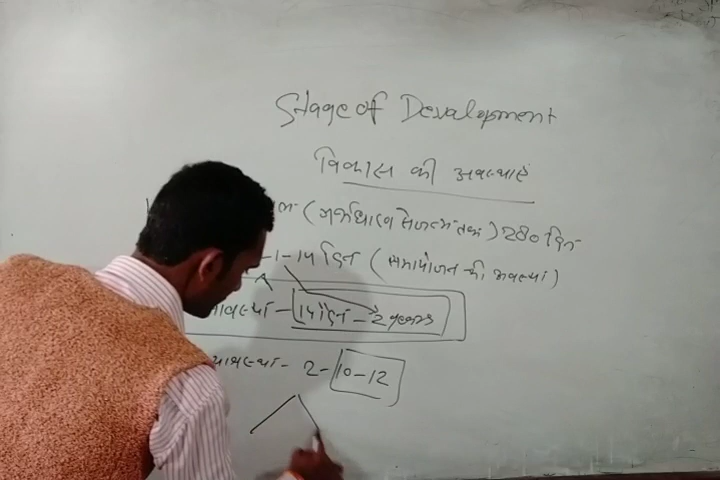 Stage of Devalopment
विकास की अवस्थाएं
(गर्भधारण से जन्म तक) 280 दिन
-1-14 दिन (समायोजन की अवस्था)
14 दिन - 2 years
2-10-12